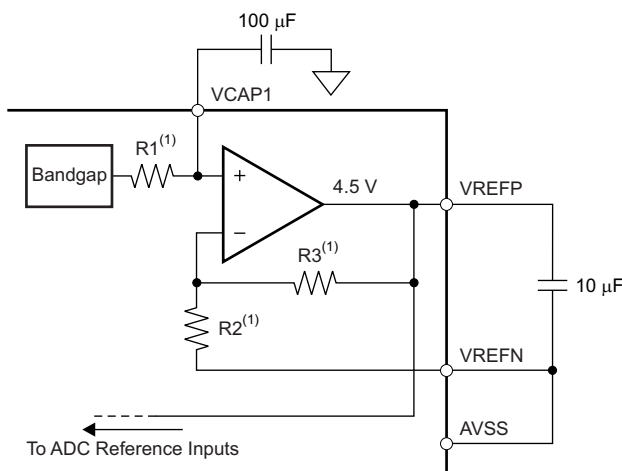 100 μF
VCAP1
R1(1)
Bandgap
+
4.5 V
VREFP
−
R3(1)
10 μF
R2(1)
VREFN
AVSS
To ADC Reference Inputs